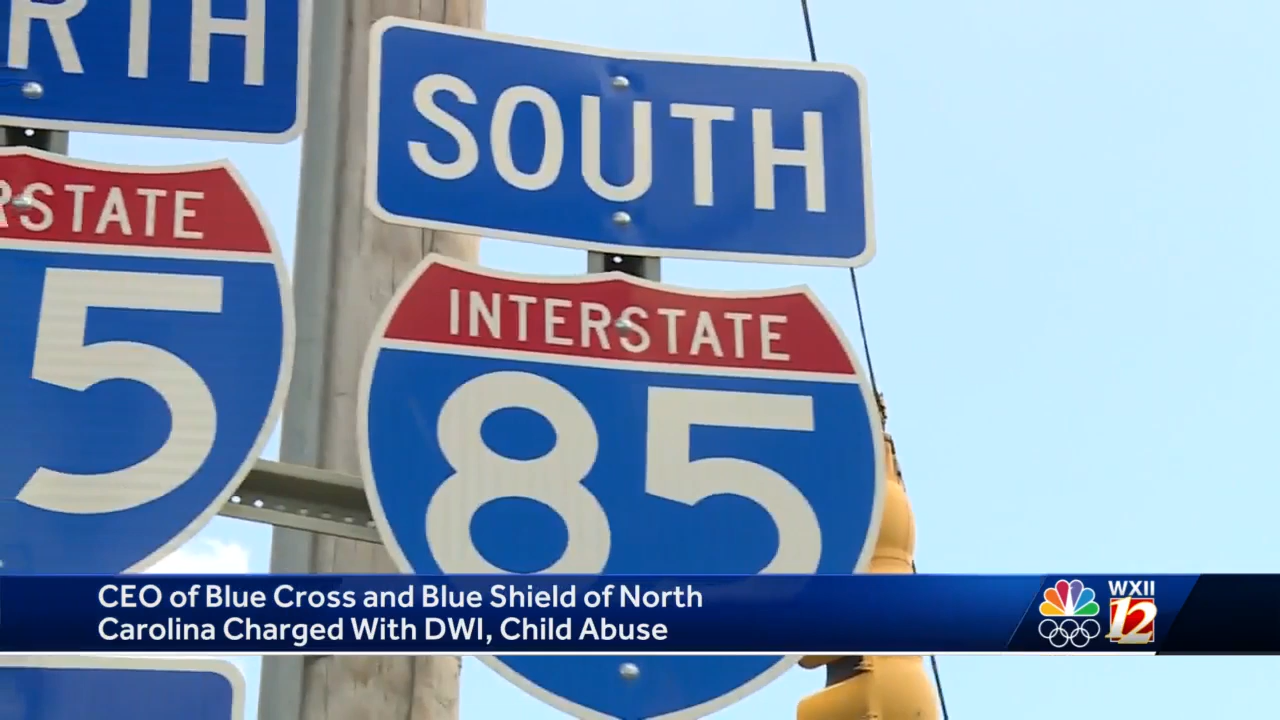 RTH
SOUTH
RSTATE
5
INTERSTATE
85
CEO of Blue Cross and Blue Shield of North
Carolina Charged With DWI, Child Abuse
WXII
12